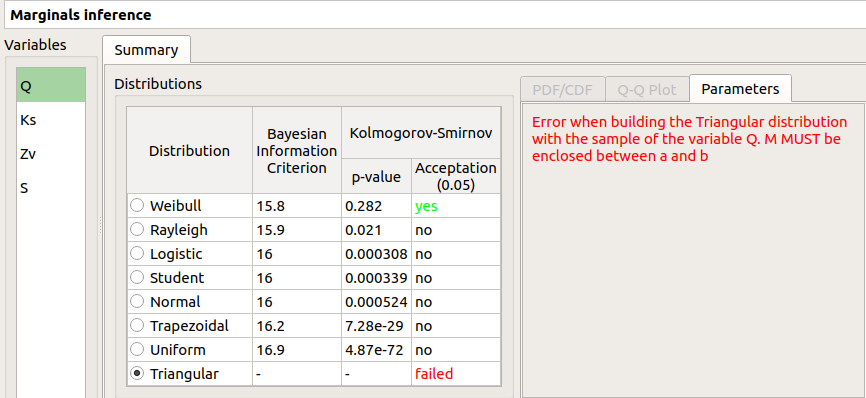 Marginals inference
Variables
Summary
Q
Ks
Zv
S
Distributions
Distribution
Bayesian
Information
Criterion
Kolmogorov-Smirnov
p-value
Acceptation
(0.05)
Weibull 15.8 0.282 yes
Rayleigh 15.9 0.021 no
Logistic 16 0.000308 no
Student 16 0.000339 no
Normal 16 0.000524 no
Trapezoidal 16.2 7.28e-29 no
Uniform 16.9 4.87e-72 no
Triangular - - failed
PDF/CDF Q-Q Plot Parameters
Error when building the Triangular distribution
with the sample of the variable Q. M MUST be
enclosed between a and b